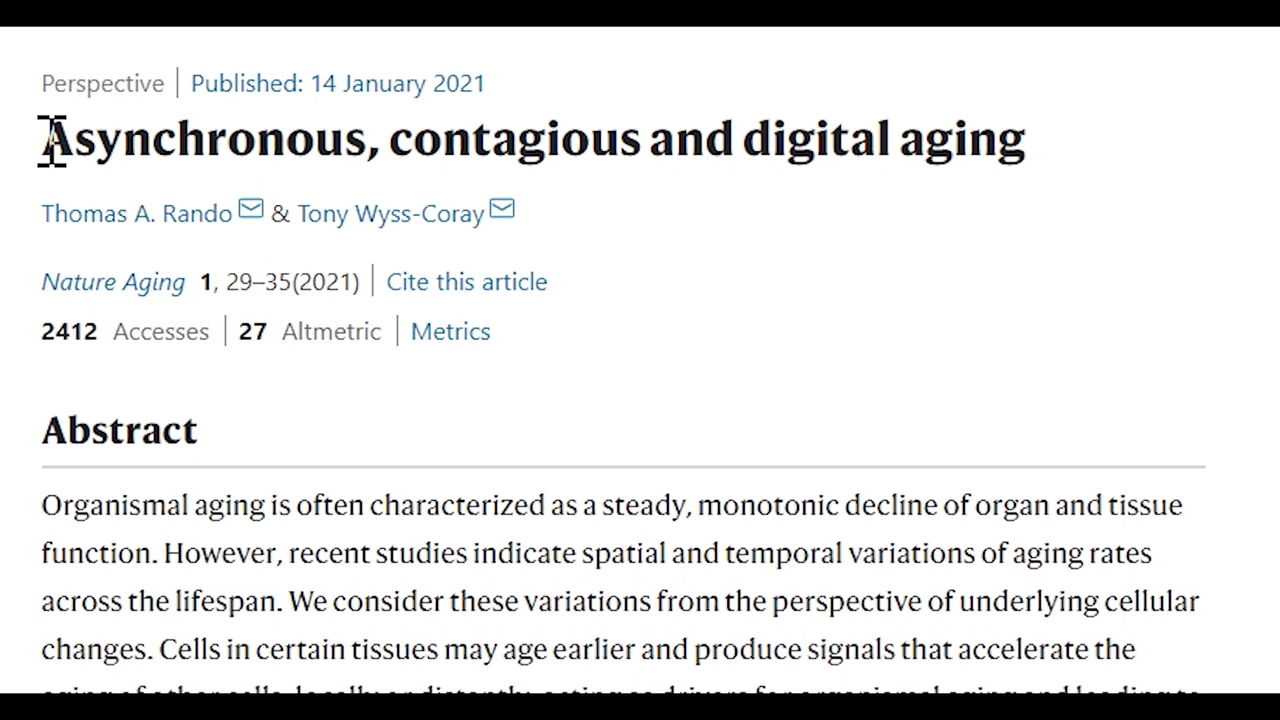 Perspective | Published: 14 January 2021
Asynchronous, contagious and digital aging
Thomas A. Rando & Tony Wyss-Coray
Nature Aging 1, 29–35(2021) | Cite this article
2412 Accesses | 27 Altmetric | Metrics
Abstract
Organismal aging is often characterized as a steady, monotonic decline of organ and tissue
function. However, recent studies indicate spatial and temporal variations of aging rates
across the lifespan. We consider these variations from the perspective of underlying cellular
changes. Cells in certain tissues may age earlier and produce signals that accelerate the